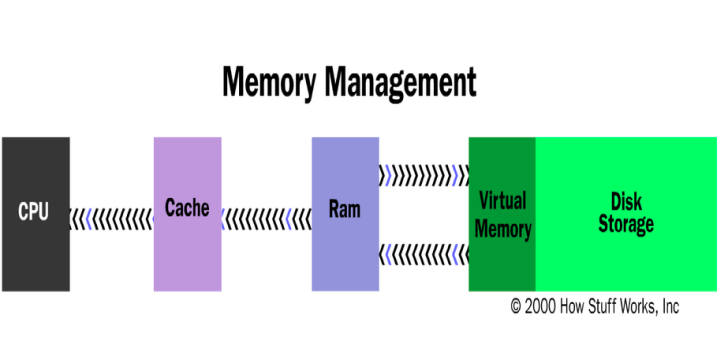 Memory Management
CPU
Cache
Ram
Virtual
Memory
Disk
Storage
© 2000 How Stuff Works, Inc